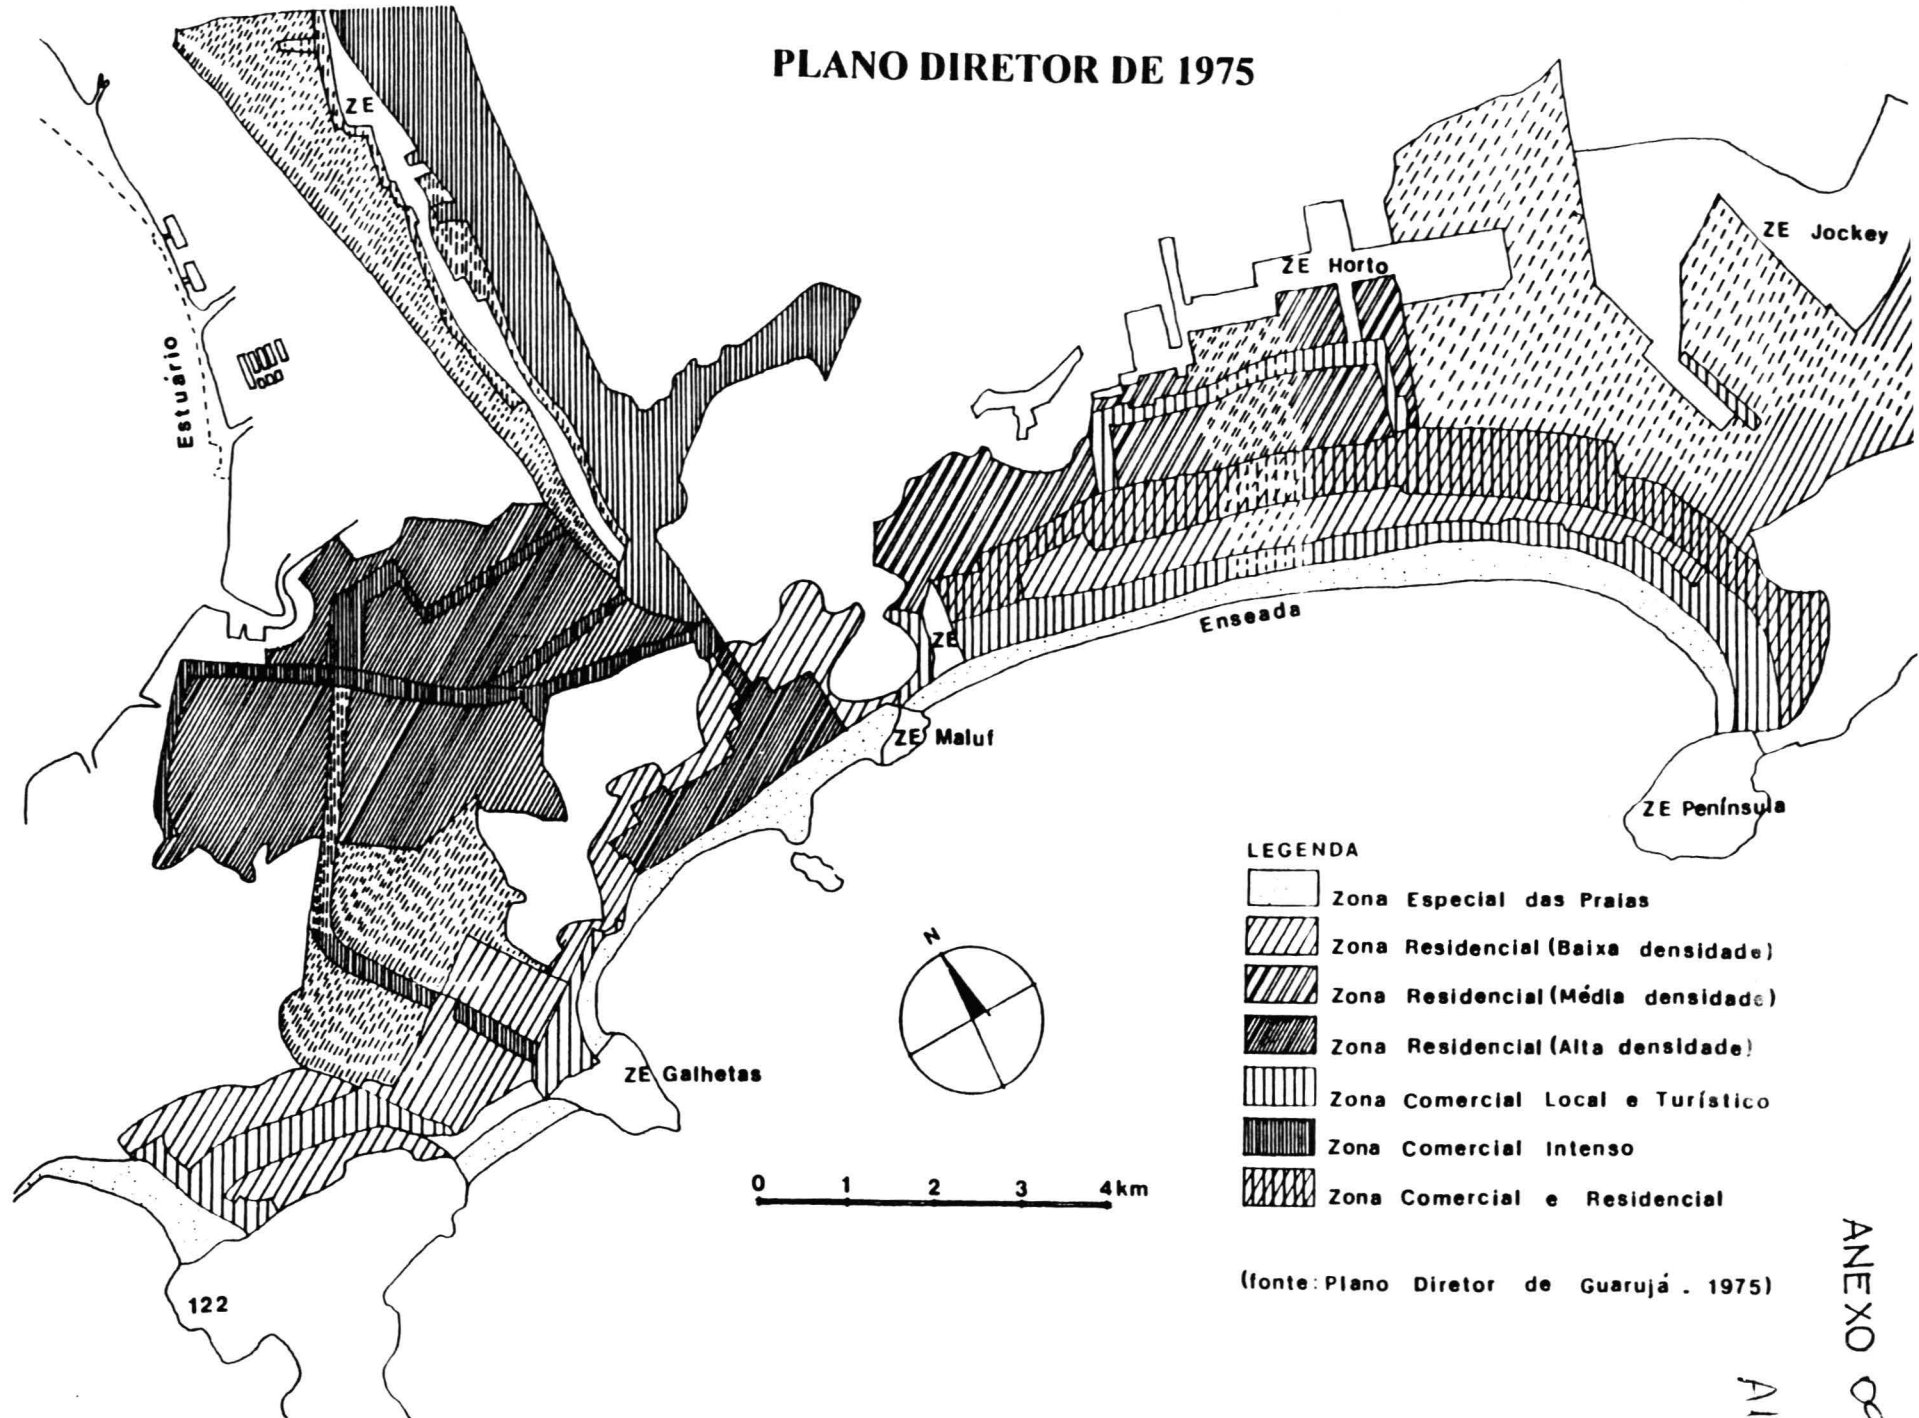 PLANO DIRETOR DE 1975
ZE
ZE Jockey
ZE Horto
Estuário
Enseada
ZE
ZE Maluf
ZE Península
ZE Galhetas
122
N
0 1 2 3 4km
LEGENDA
Zona Especial das Praias
Zona Residencial (Baixa densidade)
Zona Residencial (Média densidade)
Zona Residencial (Alta densidade)
Zona Comercial Local e Turístico
Zona Comercial Intenso
Zona Comercial e Residencial
(fonte: Plano Diretor de Guarujá . 1975)
ANEXO